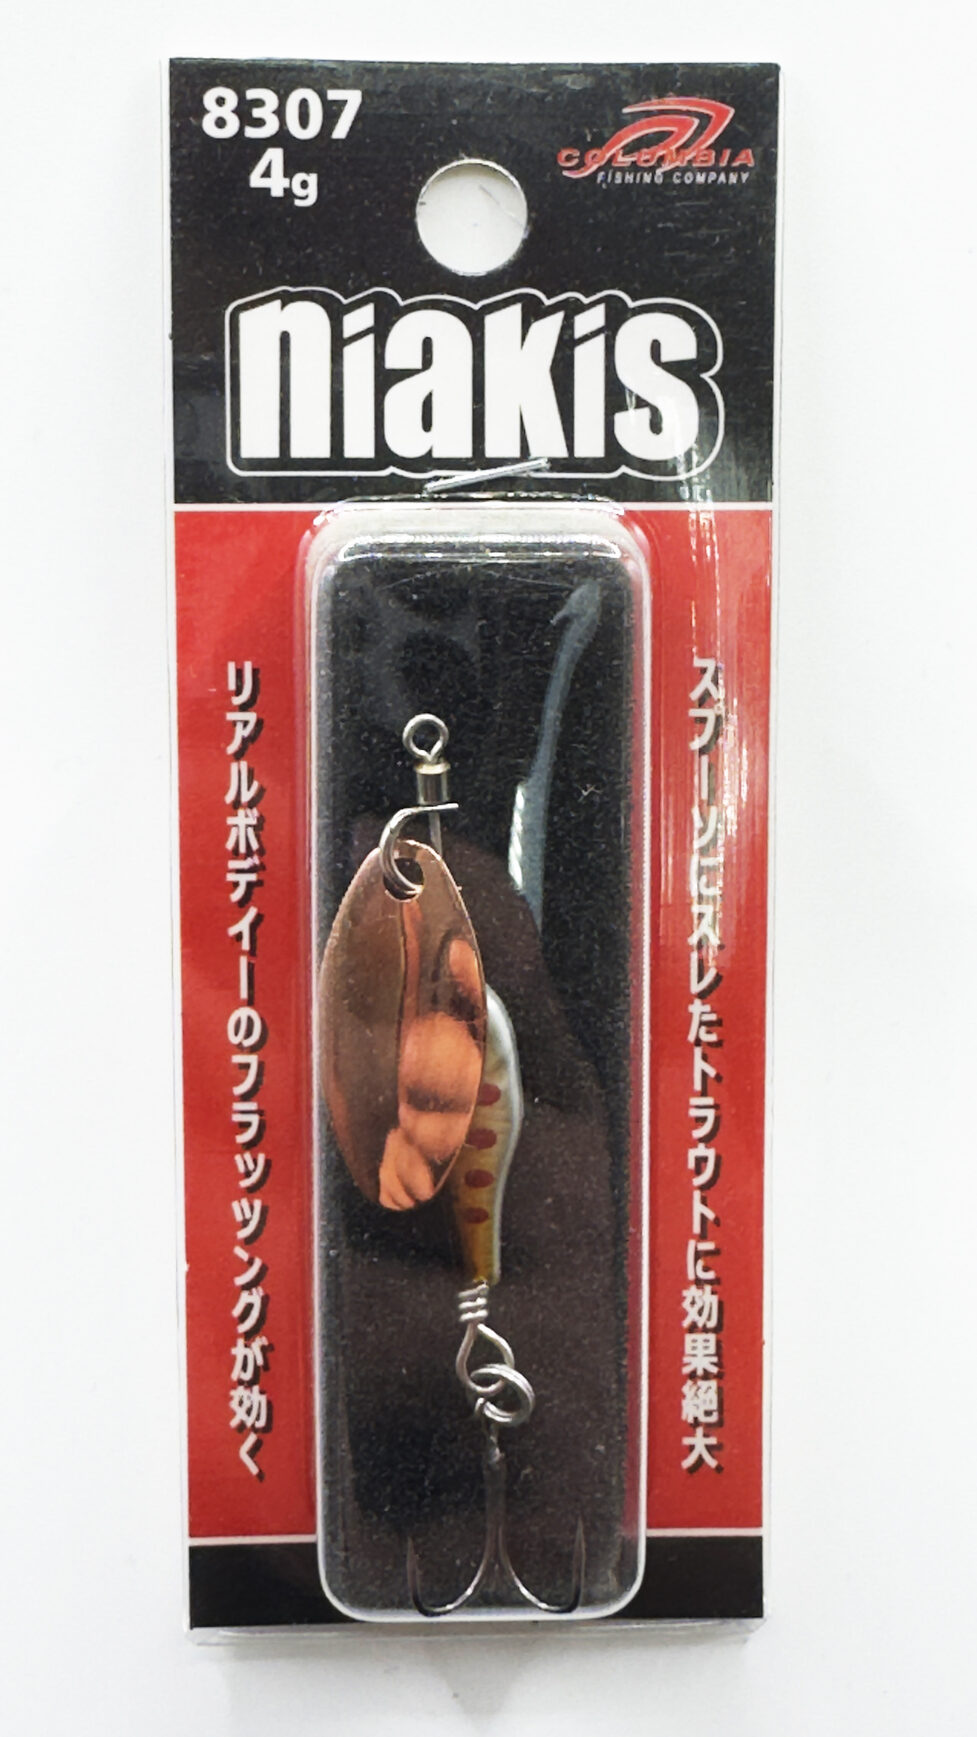 8307
4g
COLUMBIA
FISHING COMPANY
niakis
スプーンにスレたトラウトに効果絶大
リアルボディーのフラッシングが効く